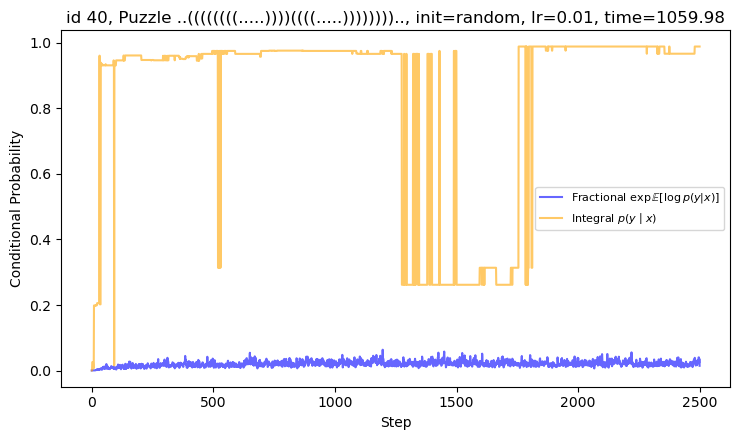 id 40, Puzzle ..((((((((.....))))((((.....)))))))).., init=random, lr=0.01, time=1059.98
1.0
0.8
0.6
0.4
0.2
0.0
Conditional Probability
Fractional exp𝔼[log p(y|x)]
Integral p(y | x)
0 500 1000 1500 2000 2500
Step